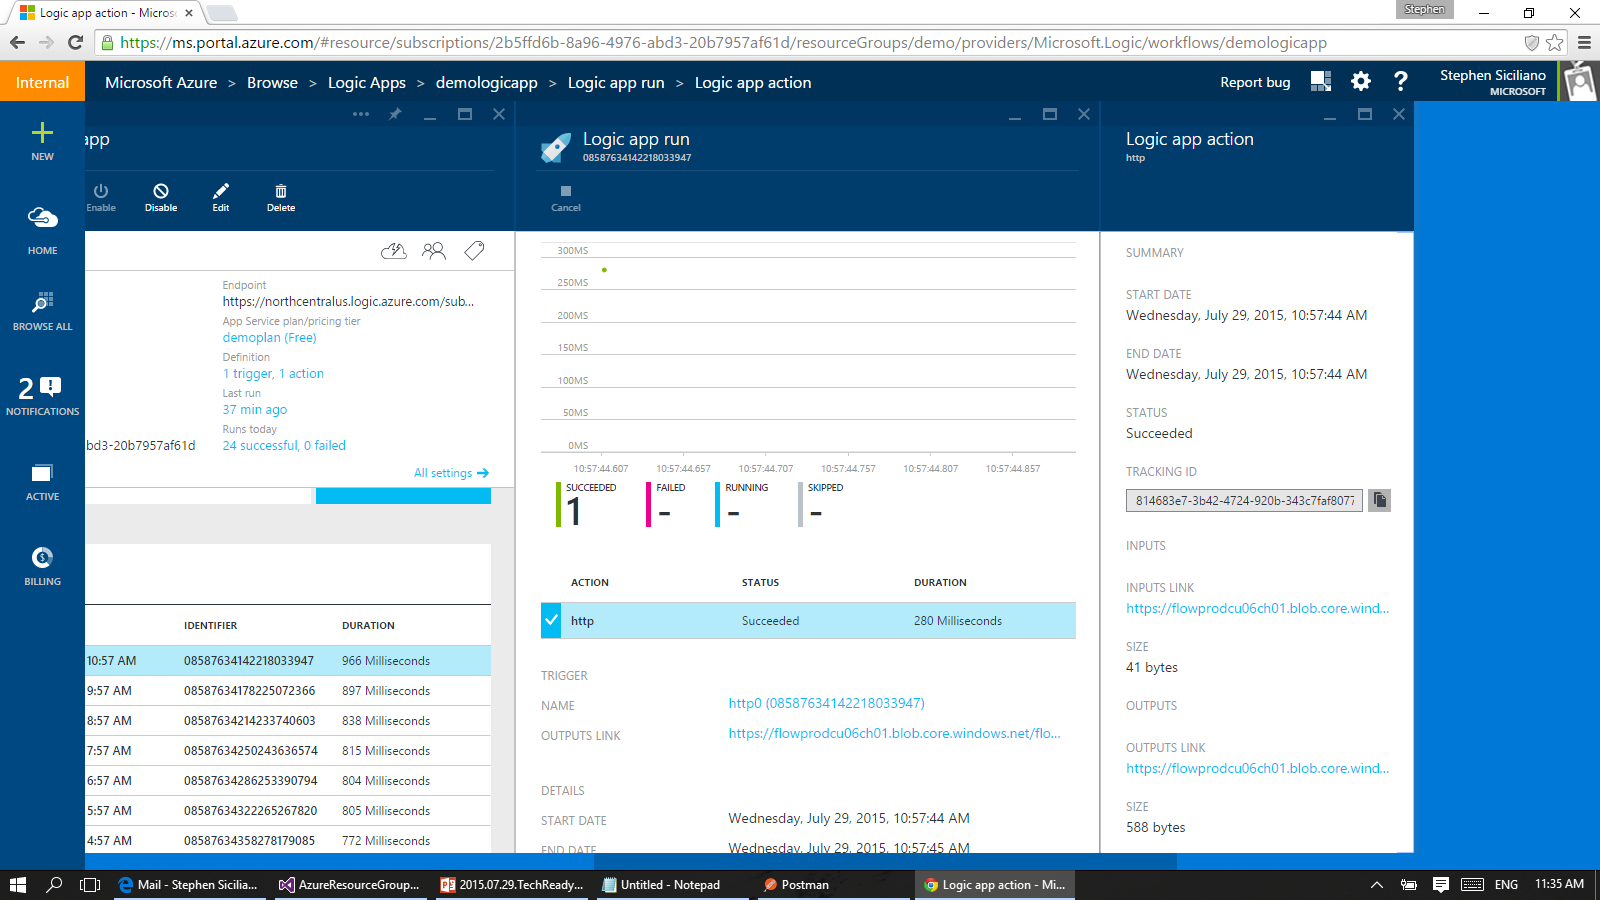 Logic app action - Micros
Stephen
https://ms.portal.azure.com/#resource/subscriptions/2b5ffd6b-8a96-4976-abd3-20b7957af61d/resourceGroups/demo/providers/Microsoft.Logic/workflows/demologicapp
Internal
Microsoft Azure > Browse > Logic Apps > demologicapp > Logic app run > Logic app action
Report bug
?
Stephen Siciliano
MICROSOFT
NEW
HOME
BROWSE ALL
2
NOTIFICATIONS
ACTIVE
BILLING
app
Enable
Disable
Edit
Delete
Endpoint
https://northcentralus.logic.azure.com/sub...
App Service plan/pricing tier
demoplan (Free)
Definition
1 trigger, 1 action
Last run
37 min ago
Runs today
bd3-20b7957af61d
24 successful, 0 failed
All settings
IDENTIFIER DURATION
10:57 AM 08587634142218033947 966 Milliseconds
9:57 AM 08587634178225072366 897 Milliseconds
8:57 AM 08587634214233740603 838 Milliseconds
7:57 AM 08587634250243636574 815 Milliseconds
6:57 AM 08587634286253390794 804 Milliseconds
5:57 AM 08587634322265267820 805 Milliseconds
4:57 AM 08587634358278179085 772 Milliseconds
Logic app run
08587634142218033947
Cancel
300MS
250MS
200MS
150MS
100MS
50MS
0MS
10:57:44.607 10:57:44.657 10:57:44.707 10:57:44.757 10:57:44.807 10:57:44.857
SUCCEEDED FAILED RUNNING SKIPPED
1 - - -
ACTION STATUS DURATION
http Succeeded 280 Milliseconds
TRIGGER
NAME http0 (08587634142218033947)
OUTPUTS LINK https://flowprodcu06ch01.blob.core.windows.net/flo...
DETAILS
START DATE Wednesday, July 29, 2015, 10:57:44 AM
END DATE Wednesday, July 29, 2015, 10:57:45 AM
Logic app action
http
SUMMARY
START DATE
Wednesday, July 29, 2015, 10:57:44 AM
END DATE
Wednesday, July 29, 2015, 10:57:44 AM
STATUS
Succeeded
TRACKING ID
814683e7-3b42-4724-920b-343c7faf8077
INPUTS
INPUTS LINK
https://flowprodcu06ch01.blob.core.wind...
SIZE
41 bytes
OUTPUTS
OUTPUTS LINK
https://flowprodcu06ch01.blob.core.wind...
SIZE
588 bytes
Mail - Stephen Sicilia...
AzureResourceGroup...
2015.07.29.TechReady...
Untitled - Notepad
Postman
Logic app action - Mi...
ENG
11:35 AM